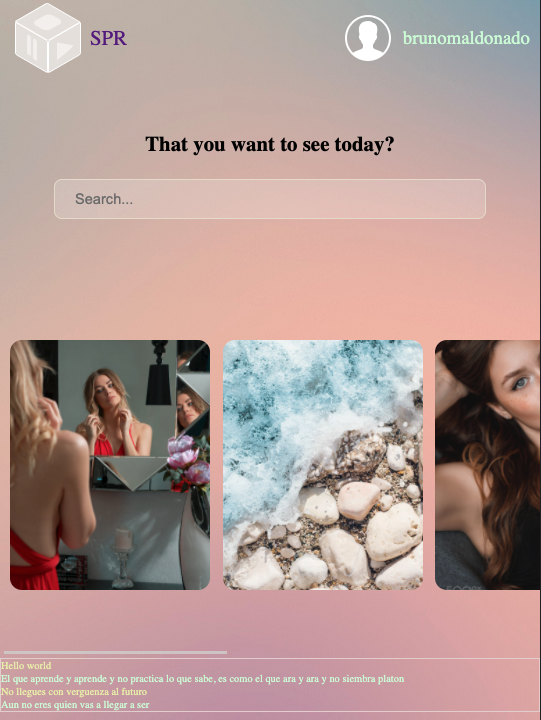 SPR
brunomaldonado
That you want to see today?
Search...
Hello world
El que aprende y aprende y no practica lo que sabe, es como el que ara y ara y no siembra platon
No llegues con verguenza al futuro
Aun no eres quien vas a llegar a ser